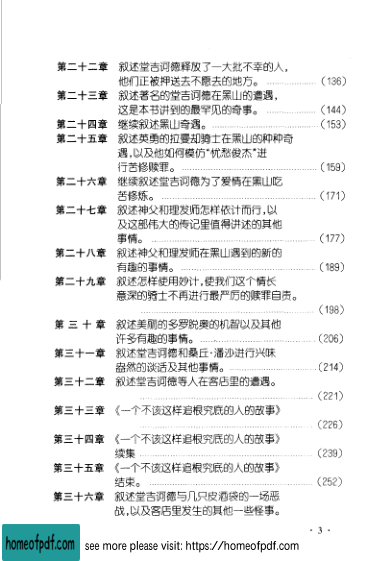 第二十二章 叙述堂吉诃德释放了一大批不幸的人,
他们正被押送去不愿去的地方。 (136)
第二十三章 叙述著名的堂吉诃德在黑山的遭遇,
这是本书讲到的最罕见的奇事。 (144)
第二十四章 继续叙述黑山奇遇。 (153)
第二十五章 叙述英勇的拉曼却骑士在黑山的种种奇
遇,以及他如何模仿“忧愁俊杰”进
行苦修赎罪。 (159)
第二十六章 继续叙述堂吉诃德为了爱情在黑山吃
苦修炼。 (171)
第二十七章 叙述神父和理发师怎样依计而行,以
及这部伟大的传记里值得讲述的其他
事情。 (177)
第二十八章 叙述神父和理发师在黑山遇到的新的
有趣的事情。 (189)
第二十九章 叙述怎样使用妙计,使我们这个情长
意深的骑士不再进行最严厉的赎罪自责。
(198)
第三十章 叙述美丽的多罗脱奥的机智以及其他
许多有趣的事情。 (206)
第三十一章 叙述堂吉诃德和桑丘·潘沙进行兴味
盎然的谈话及其他事情。 (214)
第三十二章 叙述堂吉诃德等人在客店里的遭遇。
(221)
第三十三章 《一个不该这样追根究底的人的故事》
(226)
第三十四章 《一个不该这样追根究底的人的故事》
续集 (239)
第三十五章 《一个不该这样追根究底的人的故事》
结束。 (252)
第三十六章 叙述堂吉诃德与几只皮酒袋的一场恶
战,以及客店里发生的其他一些怪事。
· 3 ·
homeofpdf.com see more please visit: https://homeofpdf.com